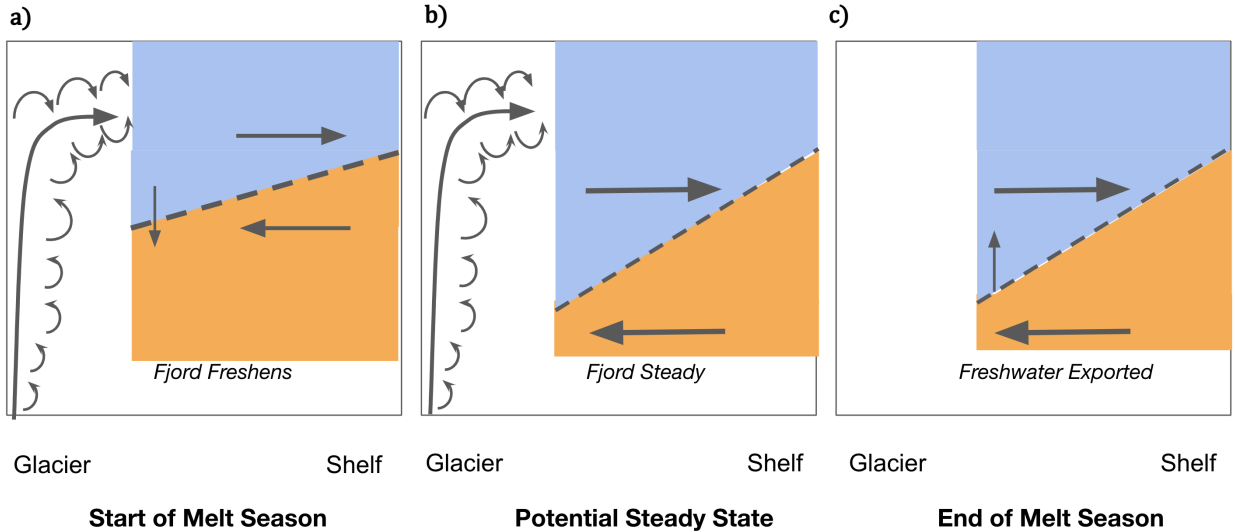 a)
b)
c)
Fjord Freshens
Fjord Steady
Freshwater Exported
Glacier
Shelf
Glacier
Shelf
Glacier
Shelf
Start of Melt Season
Potential Steady State
End of Melt Season